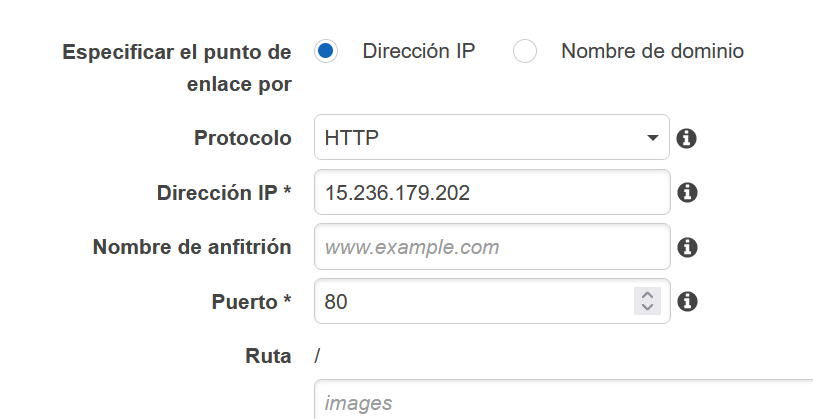 Especificar el punto de enlace por
Dirección IP
Nombre de dominio
Protocolo
HTTP
Dirección IP *
15.236.179.202
Nombre de anfitrión
www.example.com
Puerto *
80
Ruta
/
images